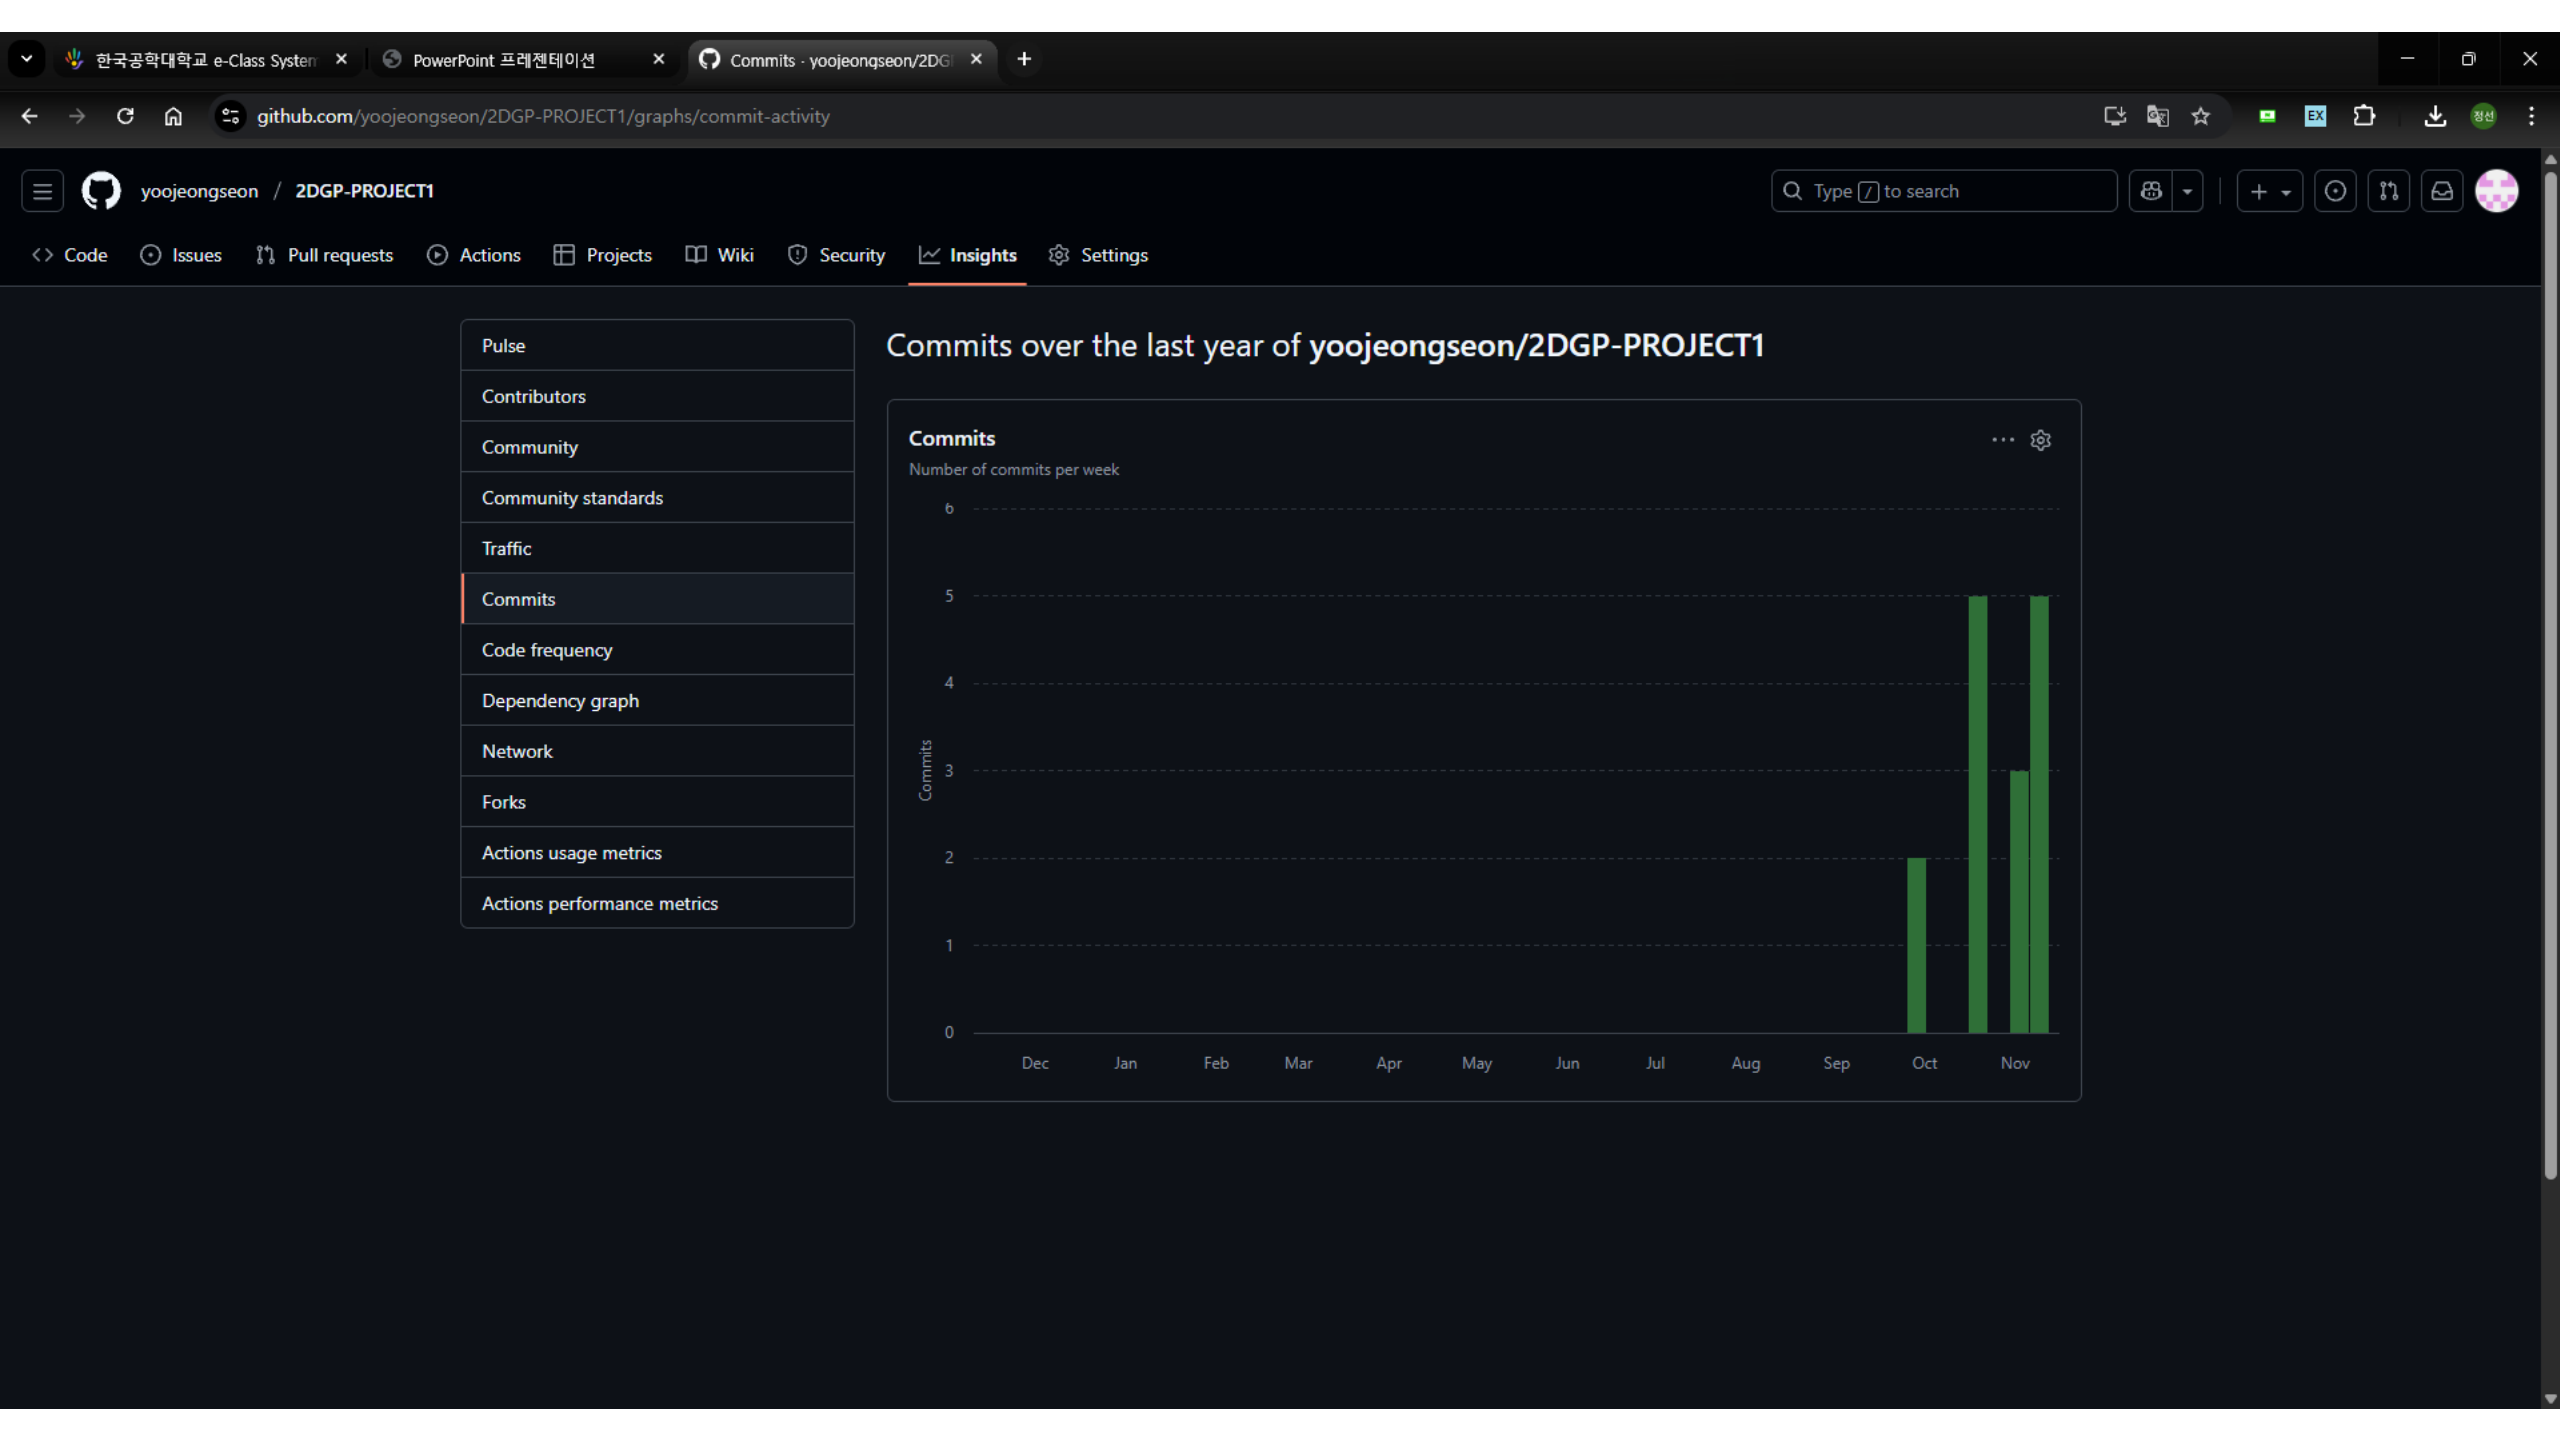 한국공학대학교 e-Class System
PowerPoint 프레젠테이션
Commits · yoojeongseon/2DG
github.com/yoojeongseon/2DGP-PROJECT1/graphs/commit-activity
EX
정선
yoojeongseon / 2DGP-PROJECT1
Type / to search
Code
Issues
Pull requests
Actions
Projects
Wiki
Security
Insights
Settings
Pulse
Contributors
Community
Community standards
Traffic
Commits
Code frequency
Dependency graph
Network
Forks
Actions usage metrics
Actions performance metrics
Commits over the last year of yoojeongseon/2DGP-PROJECT1
Commits
Number of commits per week
6
5
4
3
2
1
0
Commits
Dec Jan Feb Mar Apr May Jun Jul Aug Sep Oct Nov